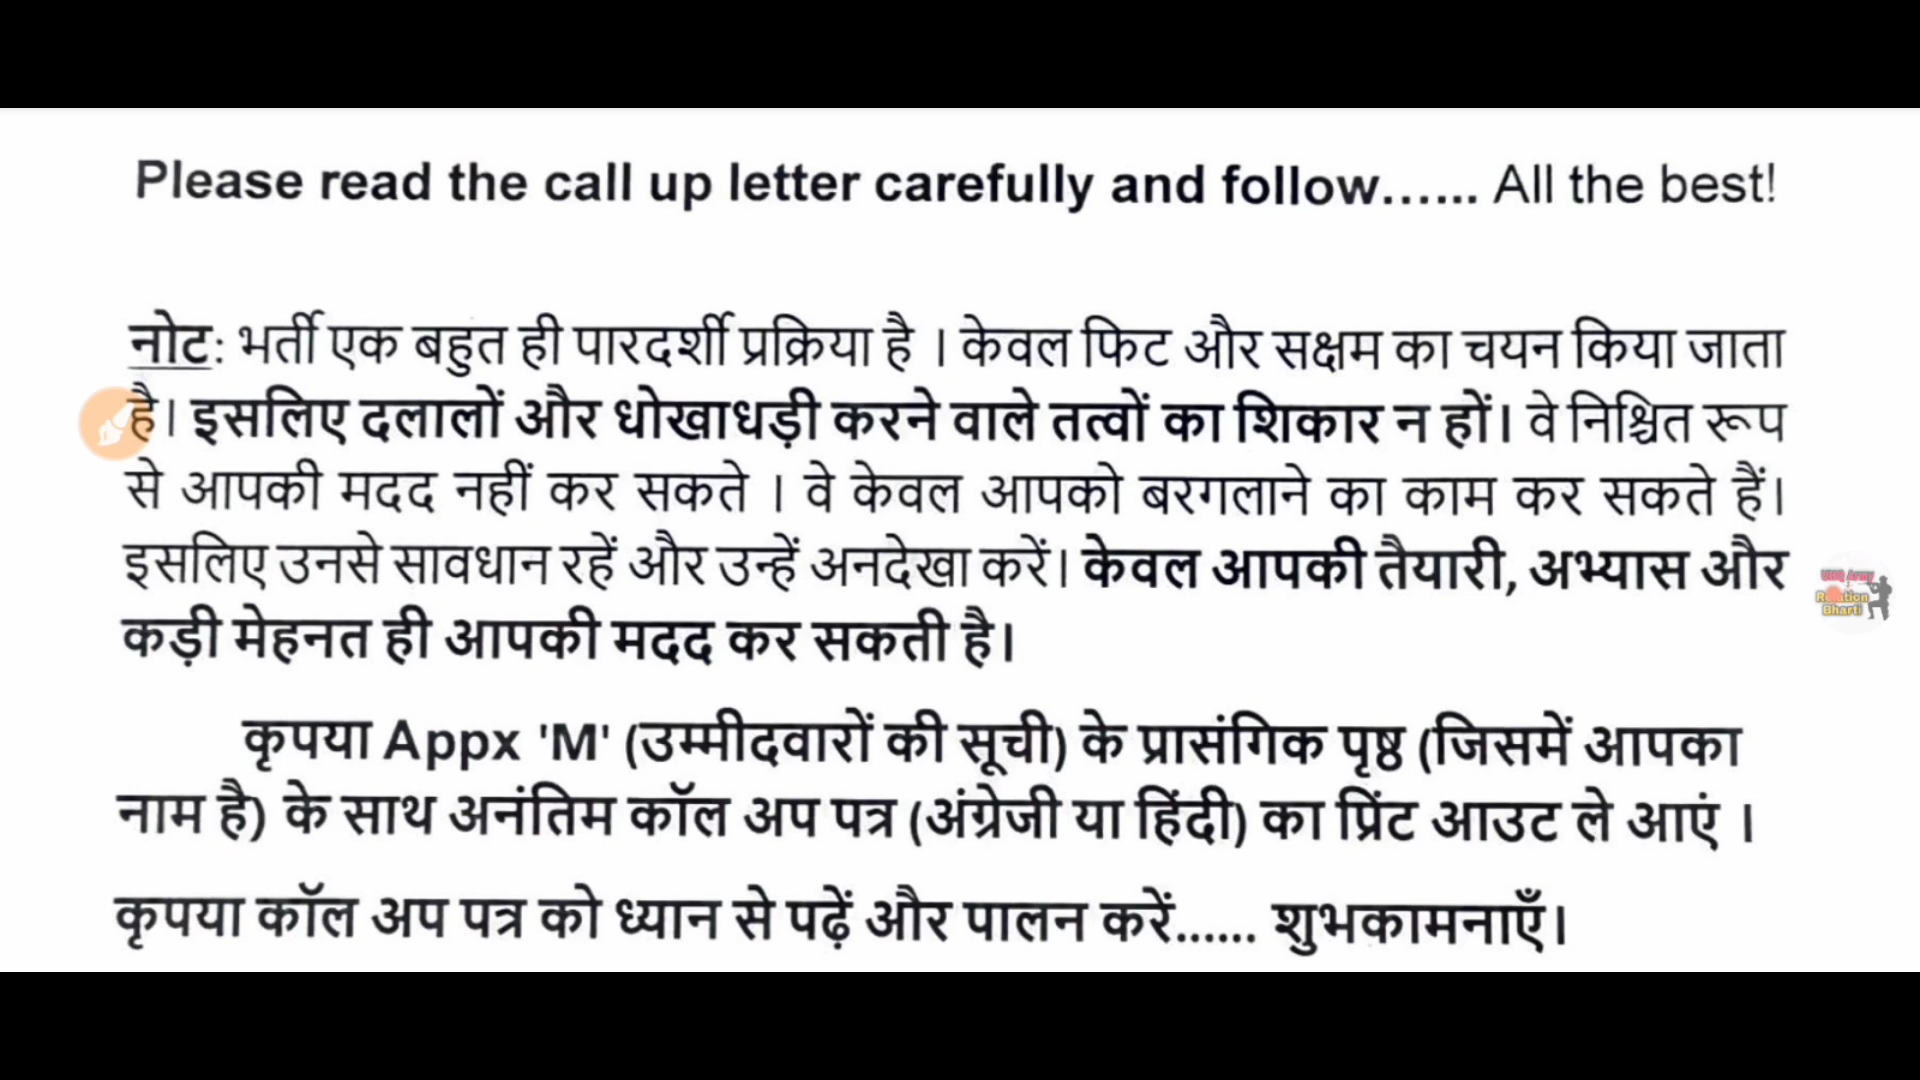 Please read the call up letter carefully and follow...... All the best!
नोट: भर्ती एक बहुत ही पारदर्शी प्रक्रिया है । केवल फिट और सक्षम का चयन किया जाता
है। इसलिए दलालों और धोखाधड़ी करने वाले तत्वों का शिकार न हों। वे निश्चित रूप
से आपकी मदद नहीं कर सकते । वे केवल आपको बरगलाने का काम कर सकते हैं।
इसलिए उनसे सावधान रहें और उन्हें अनदेखा करें। केवल आपकी तैयारी, अभ्यास और
कड़ी मेहनत ही आपकी मदद कर सकती है।
कृपया Appx 'M' (उम्मीदवारों की सूची) के प्रासंगिक पृष्ठ (जिसमें आपका
नाम है) के साथ अनंतिम कॉल अप पत्र (अंग्रेजी या हिंदी) का प्रिंट आउट ले आएं ।
कृपया कॉल अप पत्र को ध्यान से पढ़ें और पालन करें...... शुभकामनाएँ।
Army
Relation
Bharti